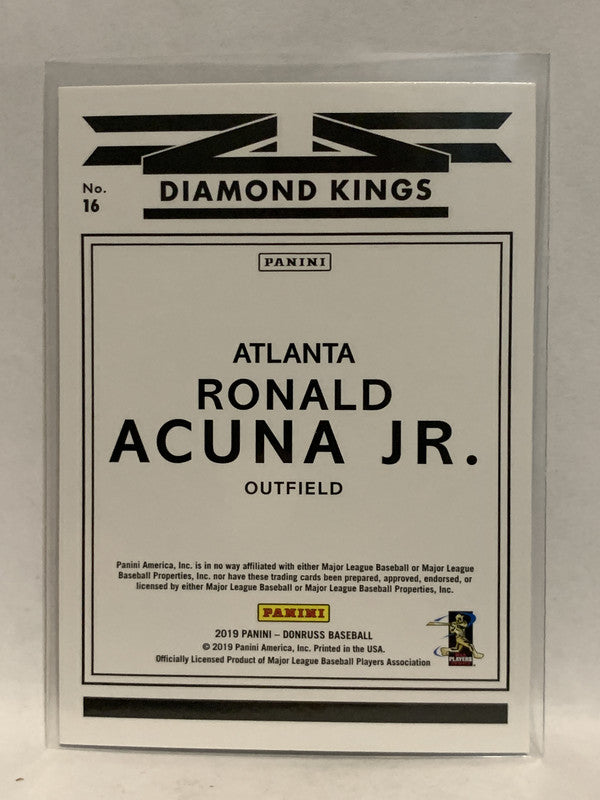 No.
16
DIAMOND KINGS
PANINI
ATLANTA
RONALD
ACUNA JR.
OUTFIELD
Panini America, Inc. is in no way affiliated with either Major League Baseball or Major League
Baseball Properties, Inc. nor have these trading cards been prepared, approved, endorsed, or
licensed by either Major League Baseball or Major League Baseball Properties, Inc.
PANINI
2019 PANINI – DONRUSS BASEBALL
© 2019 Panini America, Inc. Printed in the USA.
Officially Licensed Product of Major League Baseball Players Association
PLAYERS